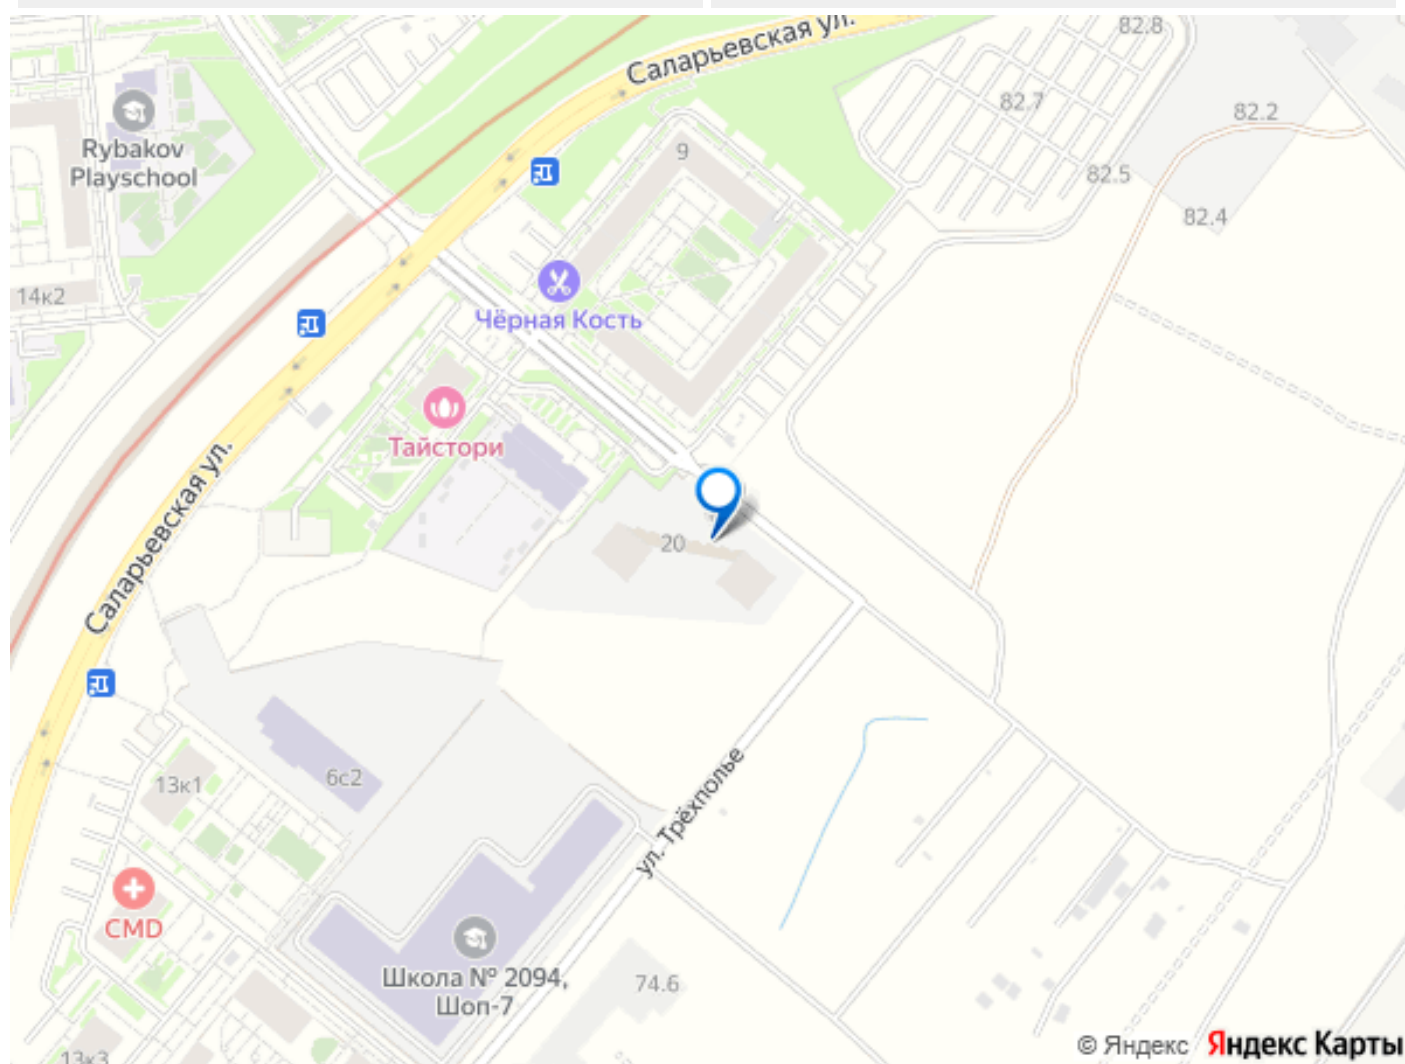 Саларьевская ул.
82.8
82.7
82.2
Rybakov
Playschool
9
82.5
82.4
14к2
Чёрная Кость
Тайстори
Саларьевская ул.
20
6с2
13к1
ул. Трёхполье
CMD
Школа № 2094,
Шоп-7
74.6
13к3
© Яндекс Яндекс Карты